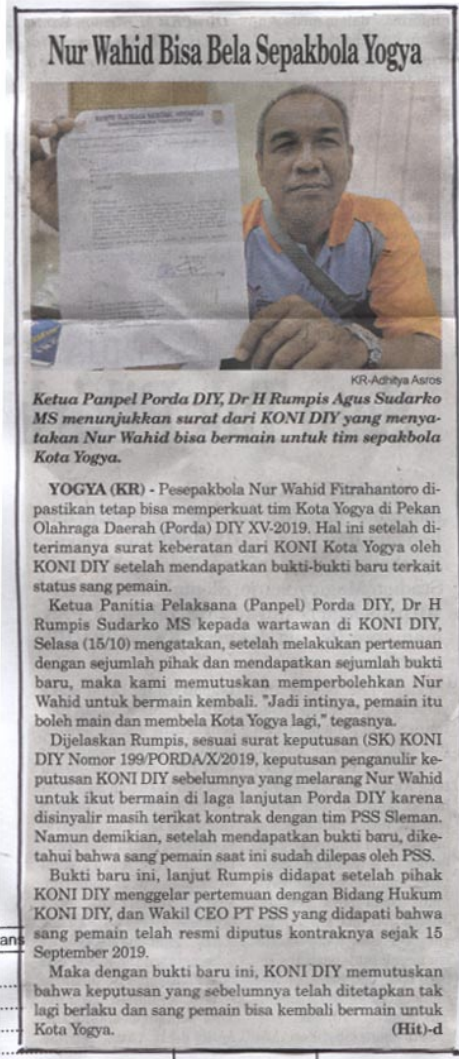 Nur Wahid Bisa Bela Sepakbola Yogya
KR-Adhitya Asros
Ketua Panpel Porda DIY, Dr H Rumpis Agus Sudarko
MS menunjukkan surat dari KONI DIY yang menya-
takan Nur Wahid bisa bermain untuk tim sepakbola
Kota Yogya.
YOGYA (KR) - Pesepakbola Nur Wahid Fitrahantoro di-
pastikan tetap bisa memperkuat tim Kota Yogya di Pekan
Olahraga Daerah (Porda) DIY XV-2019. Hal ini setelah di-
terimanya surat keberatan dari KONI Kota Yogya oleh
KONI DIY setelah mendapatkan bukti-bukti baru terkait
status sang pemain.
Ketua Panitia Pelaksana (Panpel) Porda DIY, Dr H
Rumpis Sudarko MS kepada wartawan di KONI DIY,
Selasa (15/10) mengatakan, setelah melakukan pertemuan
dengan sejumlah pihak dan mendapatkan sejumlah bukti
baru, maka kami memutuskan memperbolehkan Nur
Wahid untuk bermain kembali. "Jadi intinya, pemain itu
boleh main dan membela Kota Yogya lagi," tegasnya.
Dijelaskan Rumpis, sesuai surat keputusan (SK) KONI
DIY Nomor 199/PORDA/X/2019, keputusan penganulir ke-
putusan KONI DIY sebelumnya yang melarang Nur Wahid
untuk ikut bermain di laga lanjutan Porda DIY karena
disinyalir masih terikat kontrak dengan tim PSS Sleman.
Namun demikian, setelah mendapatkan bukti baru, dike-
tahui bahwa sang pemain saat ini sudah dilepas oleh PSS.
Bukti baru ini, lanjut Rumpis didapat setelah pihak
KONI DIY menggelar pertemuan dengan Bidang Hukum
KONI DIY, dan Wakil CEO PT PSS yang didapati bahwa
sang pemain telah resmi diputus kontraknya sejak 15
September 2019.
Maka dengan bukti baru ini, KONI DIY memutuskan
bahwa keputusan yang sebelumnya telah ditetapkan tak
lagi berlaku dan sang pemain bisa kembali bermain untuk
Kota Yogya. (Hit)-d
ans